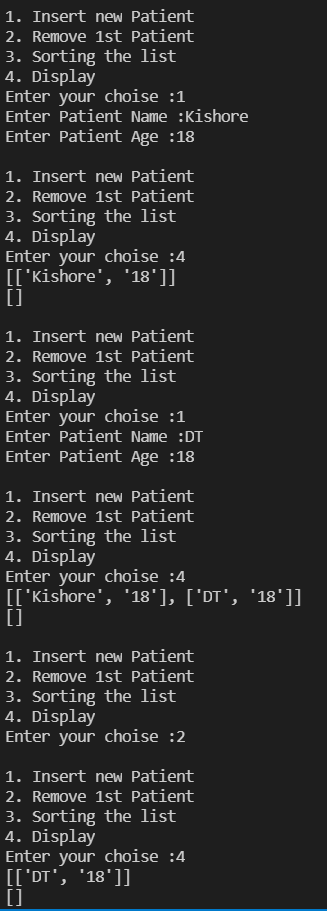 1. Insert new Patient
2. Remove 1st Patient
3. Sorting the list
4. Display
Enter your choise :1
Enter Patient Name :Kishore
Enter Patient Age :18
1. Insert new Patient
2. Remove 1st Patient
3. Sorting the list
4. Display
Enter your choise :4
[['Kishore', '18']]
[]
1. Insert new Patient
2. Remove 1st Patient
3. Sorting the list
4. Display
Enter your choise :1
Enter Patient Name :DT
Enter Patient Age :18
1. Insert new Patient
2. Remove 1st Patient
3. Sorting the list
4. Display
Enter your choise :4
[['Kishore', '18'], ['DT', '18']]
[]
1. Insert new Patient
2. Remove 1st Patient
3. Sorting the list
4. Display
Enter your choise :2
1. Insert new Patient
2. Remove 1st Patient
3. Sorting the list
4. Display
Enter your choise :4
[['DT', '18']]
[]